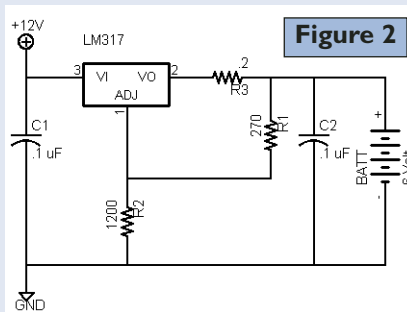 +12V
LM317
Figure 2
3
VI
VO
2
.2
ADJ
R3
1
C1
.1 uF
270
R1
C2
.1 uF
+
BATT
-
1200
R2
GND